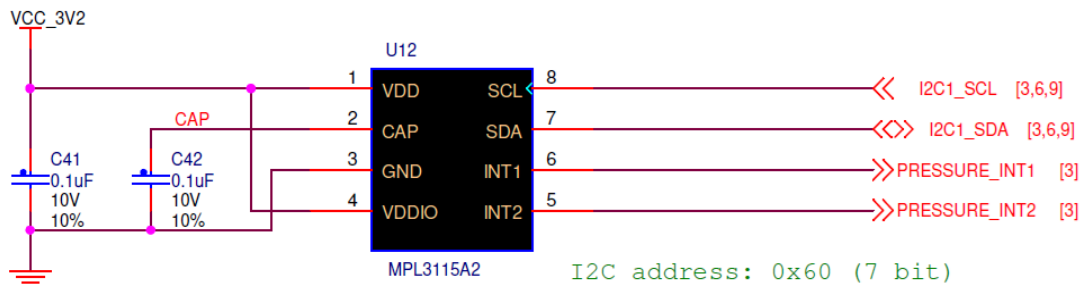 VCC_3V2
U12
1 VDD SCL 8 I2C1_SCL [3,6,9]
CAP 2 CAP SDA 7 I2C1_SDA [3,6,9]
3 GND INT1 6 PRESSURE_INT1 [3]
4 VDDIO INT2 5 PRESSURE_INT2 [3]
C41 C42
0.1uF 0.1uF
10V 10V
10% 10%
MPL3115A2
I2C address: 0x60 (7 bit)